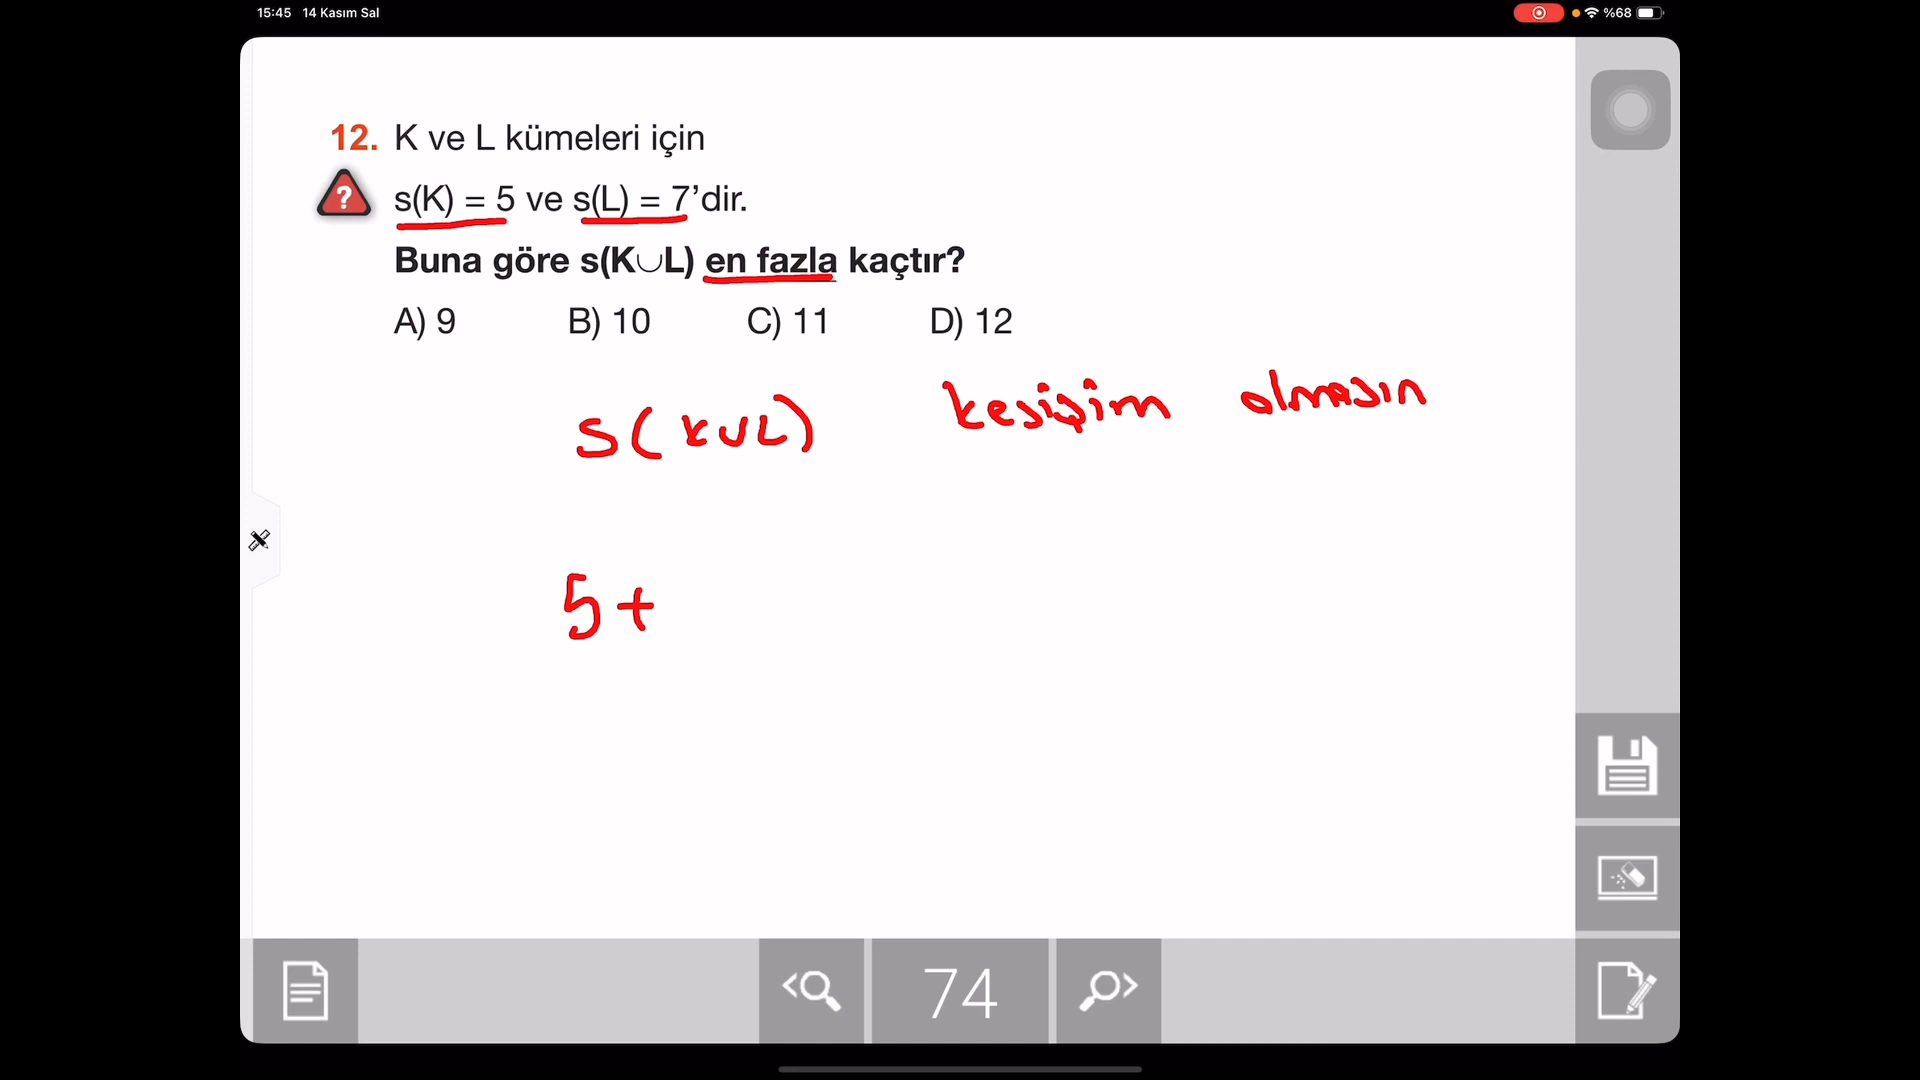 15:45 14 Kasım Sal
%68
12. K ve L kümeleri için
?
s(K) = 5 ve s(L) = 7’dir.
Buna göre s(K∪L) en fazla kaçtır?
A) 9 B) 10 C) 11 D) 12
s(KUL) kesişim olmasın
5+
74